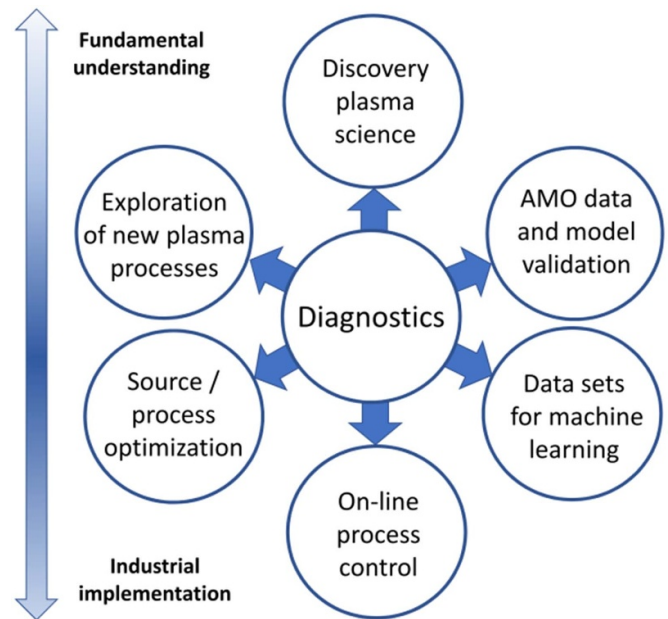 Fundamental
understanding
Discovery
plasma
science
Exploration
of new plasma
processes
AMO data
and model
validation
Diagnostics
Source /
process
optimization
Data sets
for machine
learning
On-line
process
control
Industrial
implementation